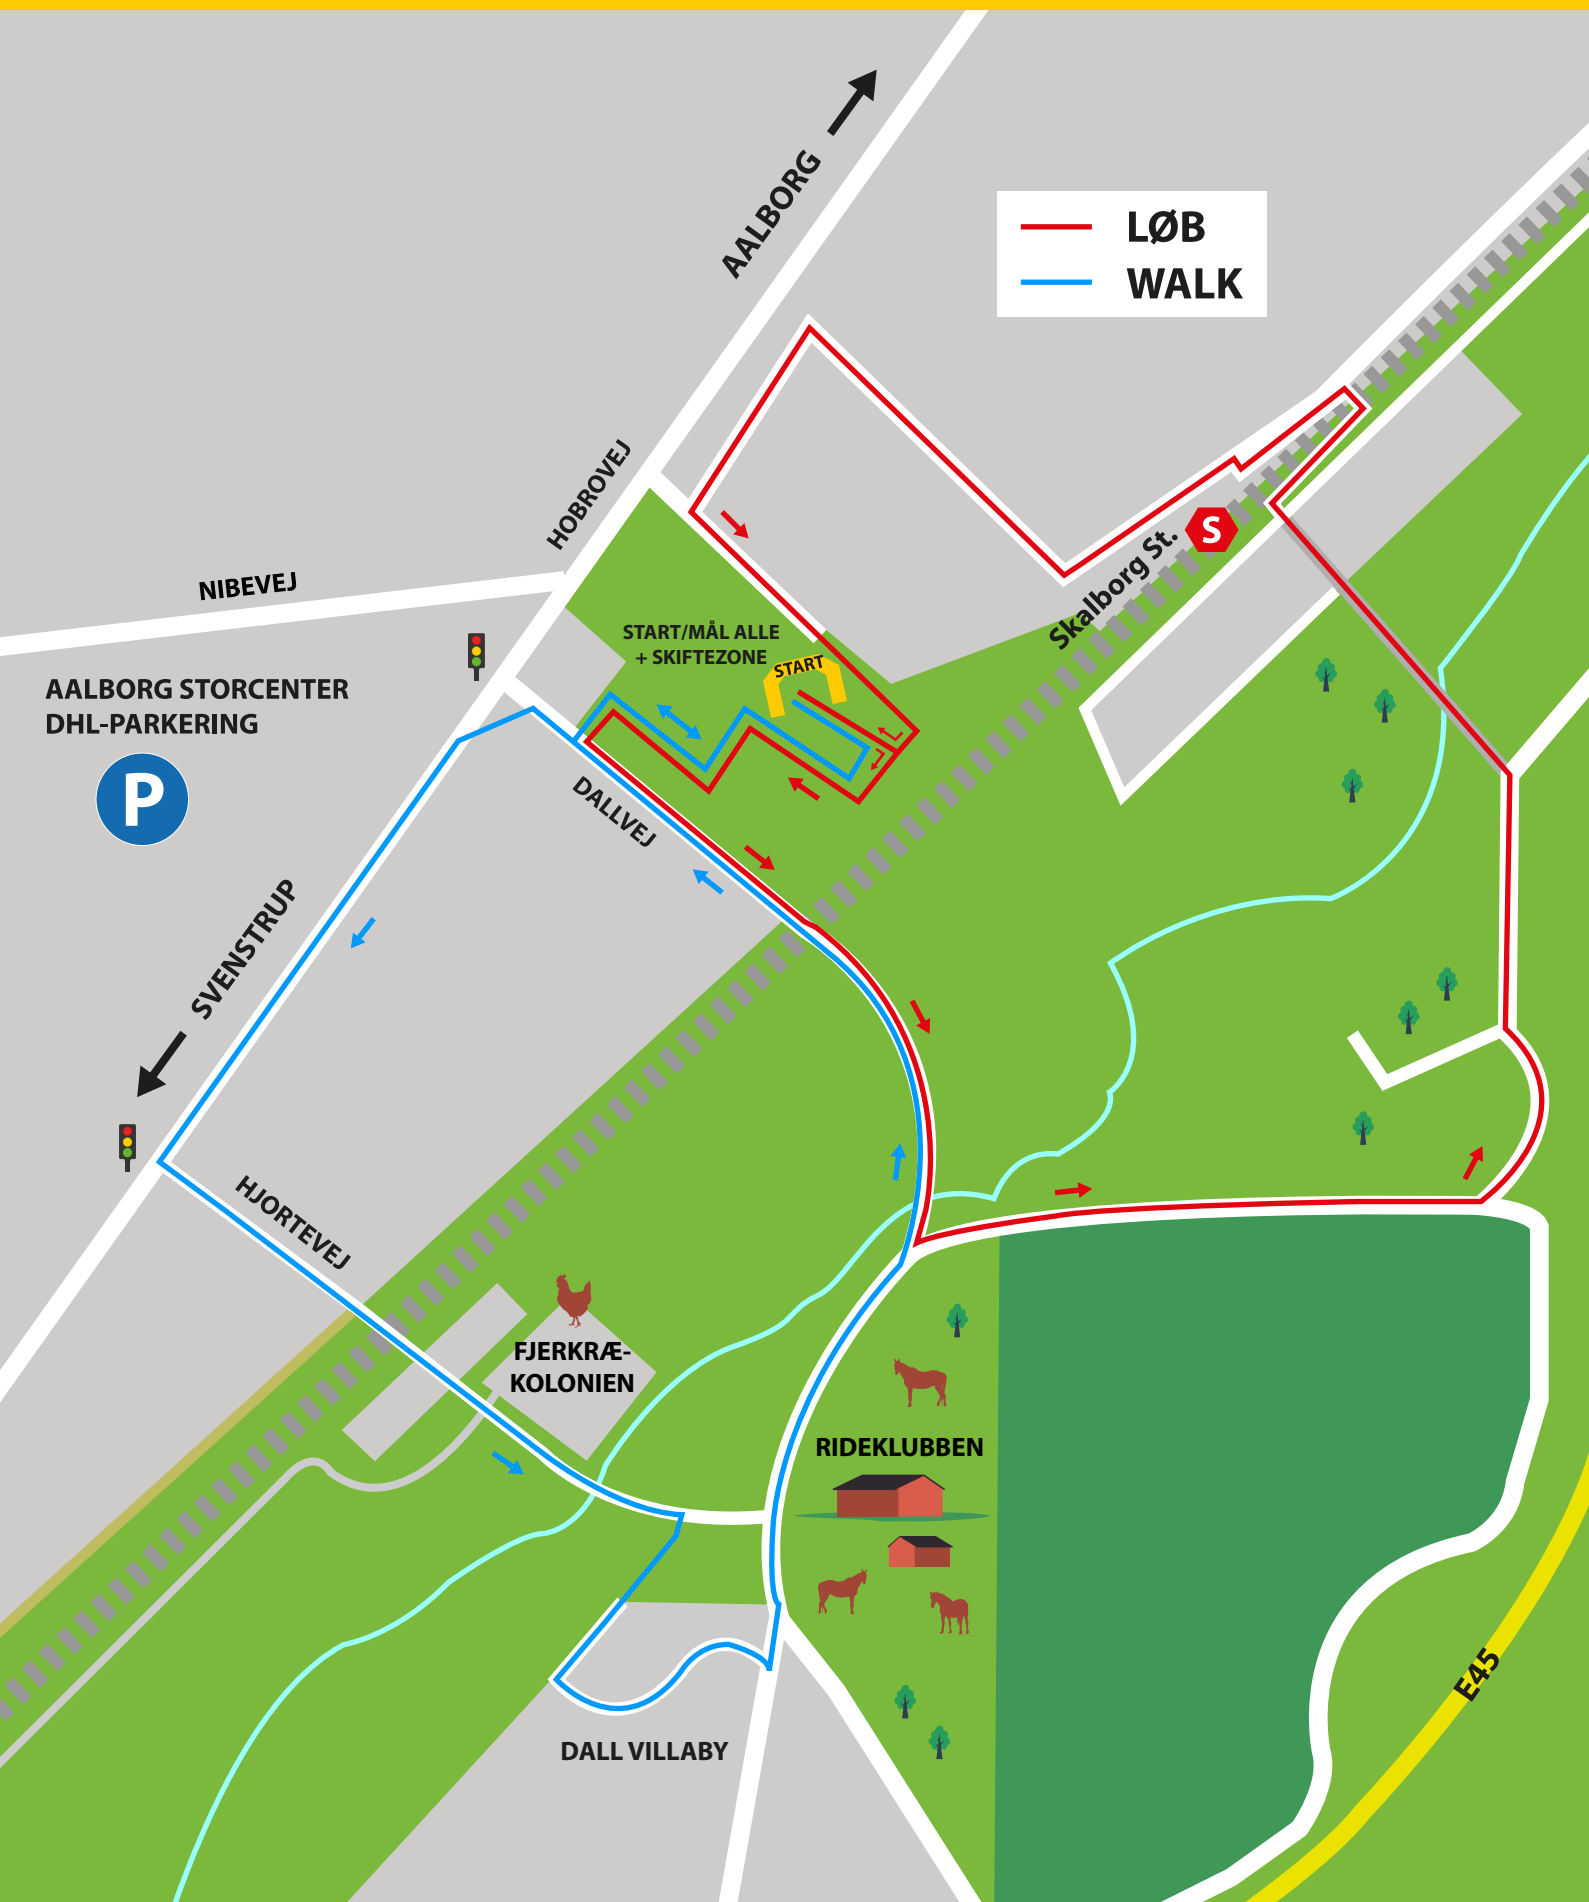 AALBORG
LØB
WALK
HOBROVEJ
NIBEVEJ
S
Skalborg St.
START/MÅL ALLE
+ SKIFTEZONE
START
AALBORG STORCENTER
DHL-PARKERING
P
DALLVEJ
SVENSTRUP
HJORTEVEJ
FJERKRÆ-
KOLONIEN
RIDEKLUBBEN
E45
DALL VILLABY